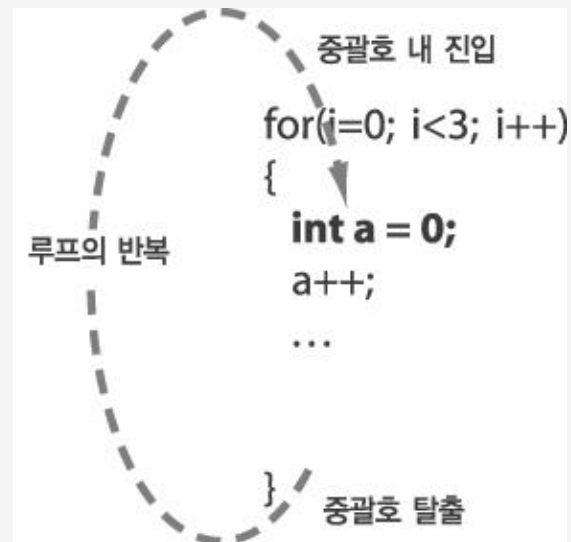 중괄호 내 진입
for(i=0; i<3; i++)
{
int a = 0;
루프의 반복
a++;
...
}
중괄호 탈출